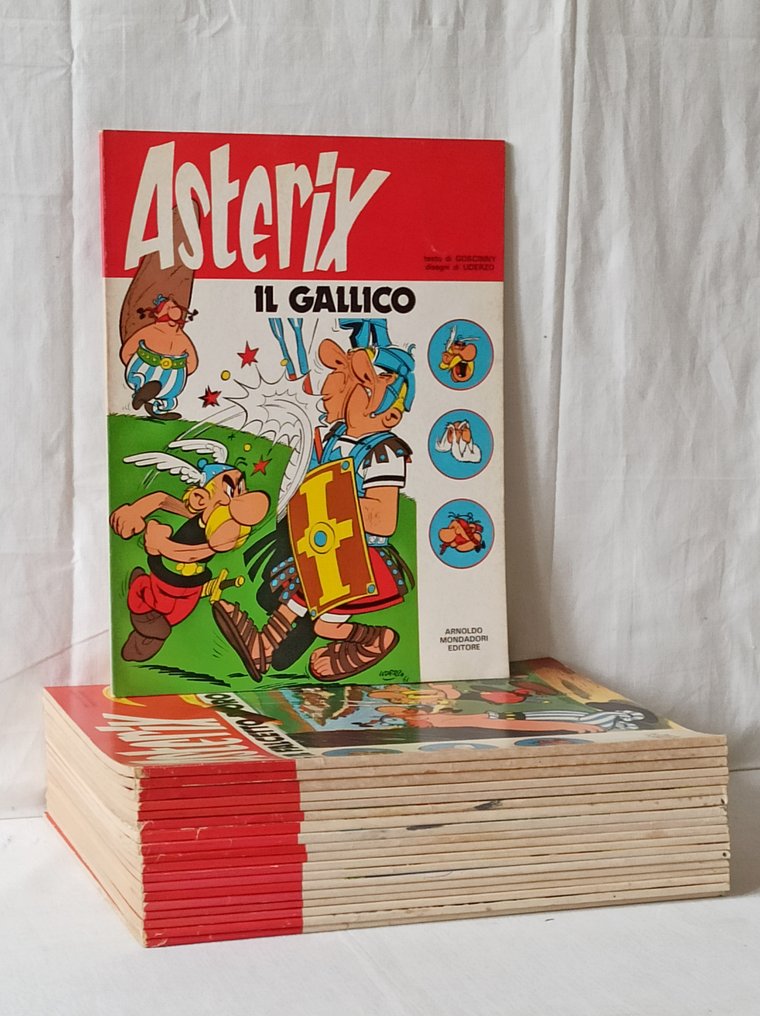 Asterix
testo di GOSCINNY
disegni di UDERZO
IL GALLICO
ARNOLDO
MONDADORI
EDITORE
UDERZO